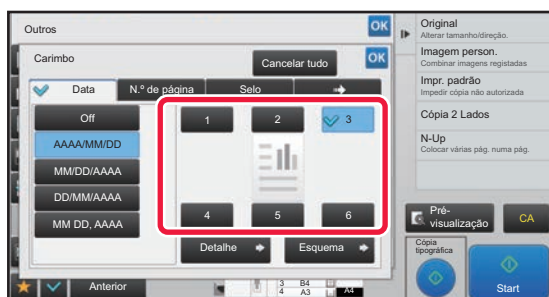 Outros
OK
Carimbo
Cancelar tudo
OK
Data
N.º de página
Selo
Off
AAAA/MM/DD
MM/DD/AAAA
DD/MM/AAAA
MM DD, AAAA
1
2
3
4
5
6
Detalhe
Esquema
Anterior
3 B4
4 A3
A4
Original
Alterar tamanho/direção.
Imagem person.
Combinar imagens registadas
Impr. padrão
Impedir cópia não autorizada
Cópia 2 Lados
N-Up
Colocar várias pág. numa pág.
Pré-
visualização
CA
Cópia
tipográfica
Start